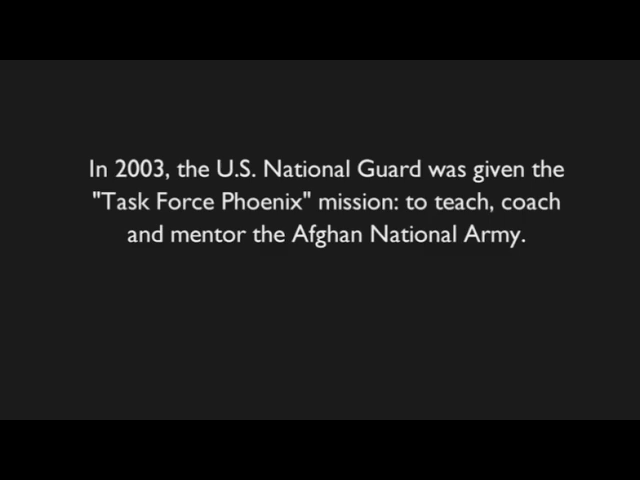 In 2003, the U.S. National Guard was given the
"Task Force Phoenix" mission: to teach, coach
and mentor the Afghan National Army.